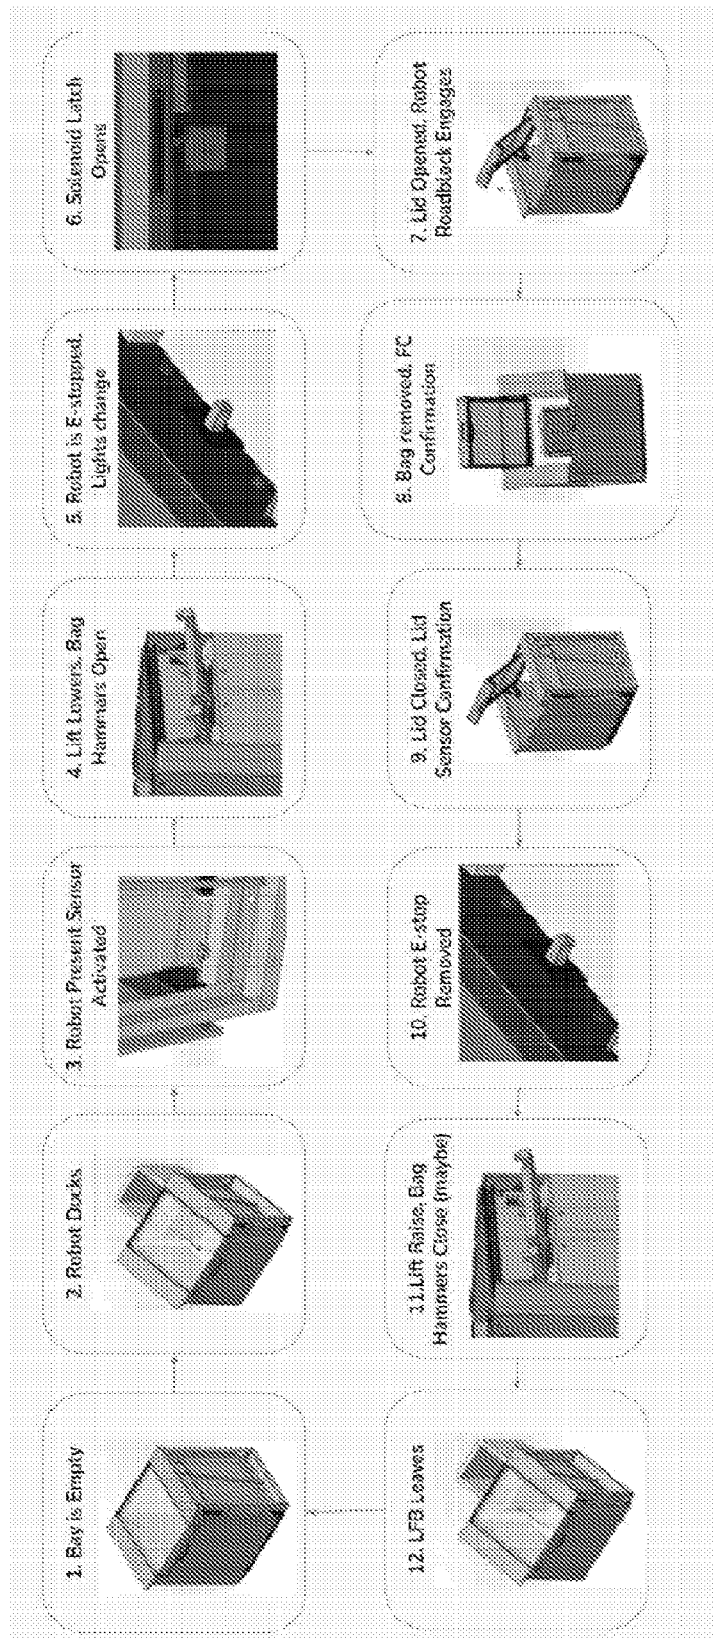 1. Bay is Empty
2. Robot Docks
3. Robot Present Sensor
Activated
4. Lift Lowers, Bag
Hammers Open
5. Robot is E-stopped,
Lights change
6. Solenoid Latch
Opens
7. Lid Opened, Robot
Roadblock Engages
8. Bag removed, FC
Confirmation
9. Lid Closed, Lid
Sensor Confirmation
10. Robot E-stop
Removed
11.Lift Raise, Bag
Hammers Close (maybe)
12. LFB Leaves